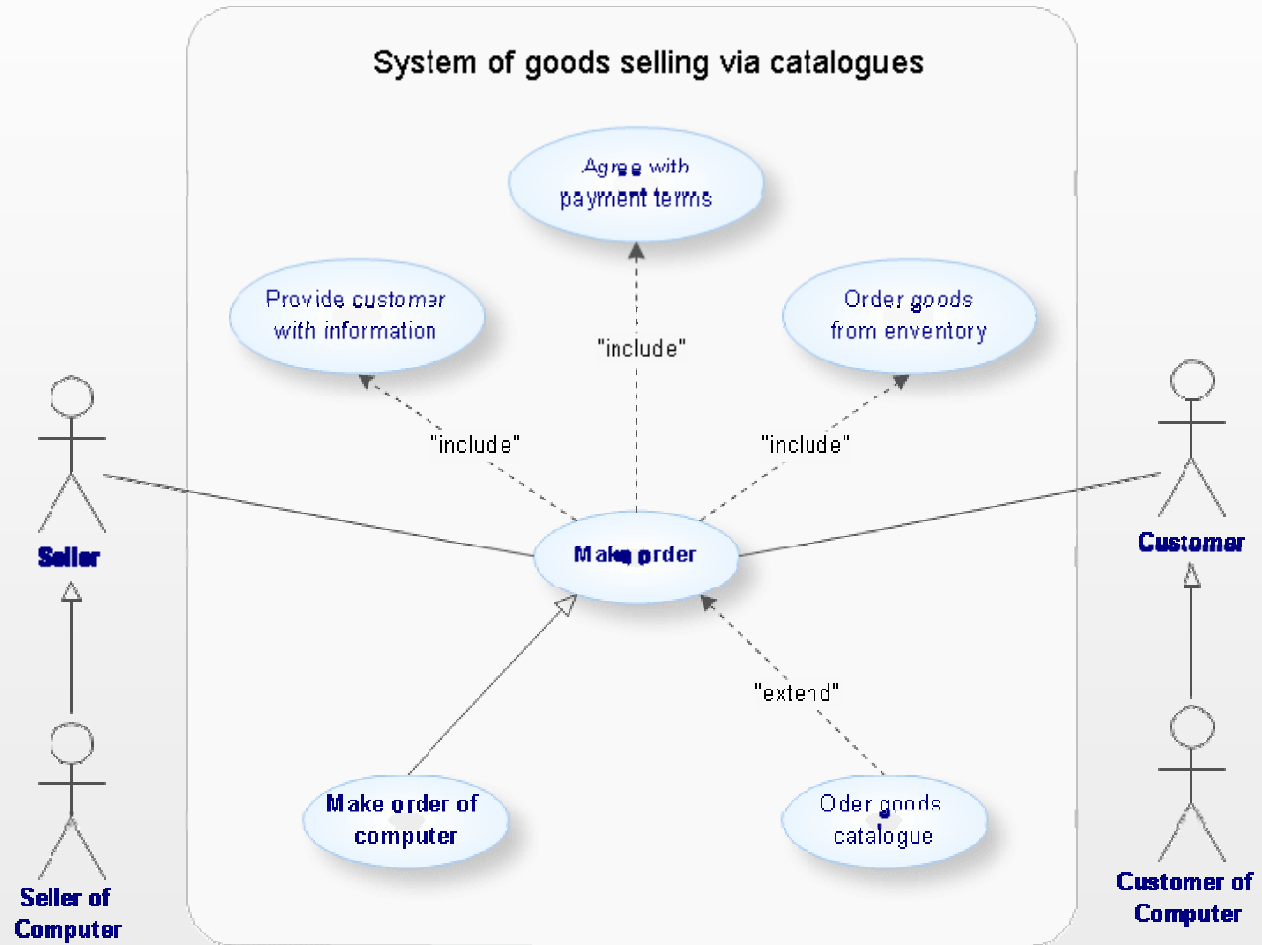 System of goods selling via catalogues
Agree with
payment terms
Provide customer
with information
Order goods
from enventory
"include"
"include"
"include"
Seller
Customer
Make order
"extend"
Make order of
computer
Oder goods
catalogue
Seller of
Computer
Customer of
Computer